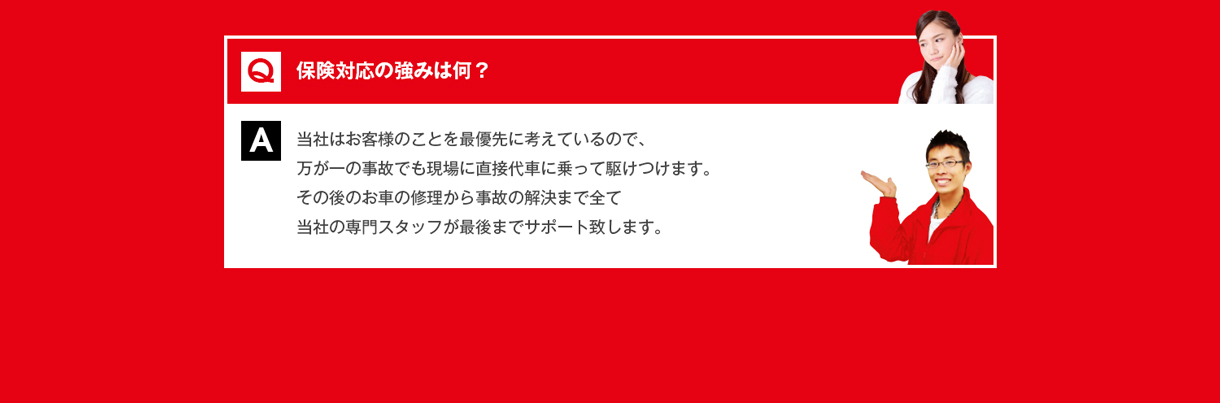 Q 保険対応の強みは何？
A 当社はお客様のことを最優先に考えているので、
万が一の事故でも現場に直接代車に乗って駆けつけます。
その後のお車の修理から事故の解決まで全て
当社の専門スタッフが最後までサポート致します。